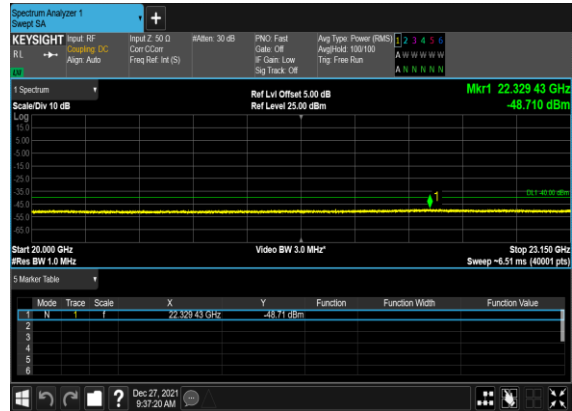 Spectrum Analyzer 1
Swept SA
+
KEYSIGHT Input: RF Input Z: 50 Ω #Atten: 30 dB PNO: Fast Avg Type: Power (RMS) 1 2 3 4 5 6
RL Coupling: DC Corr CCorr Gate: Off Avg|Hold: 100/100 A W W W W W
Align: Auto Freq Ref: Int (S) IF Gain: Low Trig: Free Run
Sig Track: Off A N N N N N
1 Spectrum Ref Lvl Offset 5.00 dB Mkr1 22.329 43 GHz
Scale/Div 10 dB Ref Level 25.00 dBm -48.710 dBm
Log
15.0
5.00
-5.00
-15.0
-25.0
-35.0 DL1 -40.00 dBm
-45.0 1
-55.0
-65.0
Start 20.000 GHz Video BW 3.0 MHz* Stop 23.150 GHz
#Res BW 1.0 MHz Sweep ~6.51 ms (40001 pts)
5 Marker Table
Mode Trace Scale X Y Function Function Width Function Value
1 N 1 f 22.329 43 GHz -48.71 dBm
2
3
4
5
6
? Dec 27, 2021
9:37:20 AM